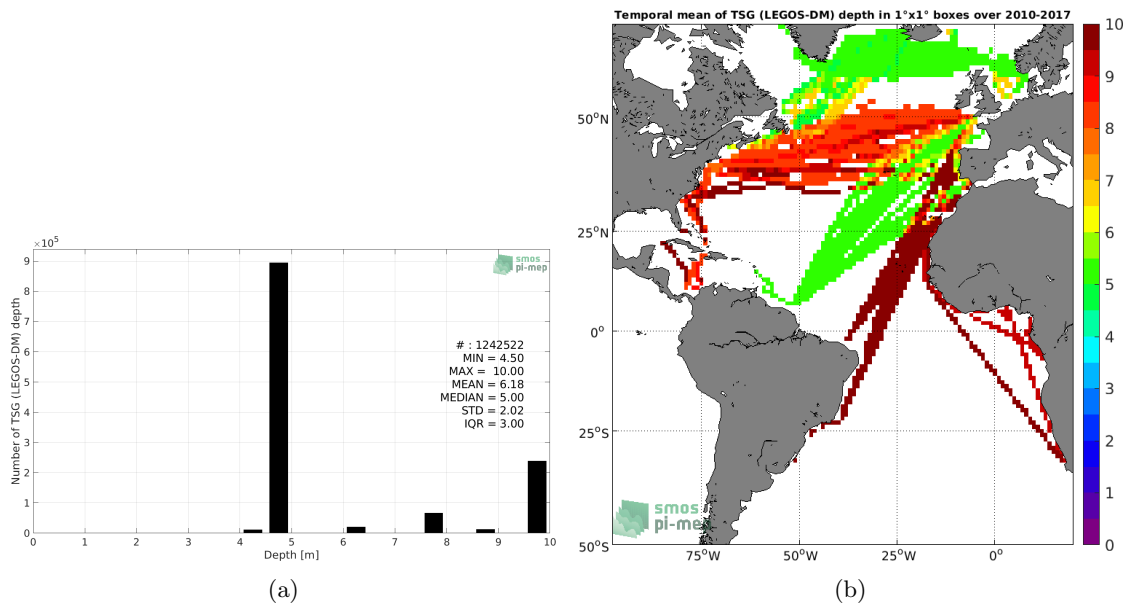 Temporal mean of TSG (LEGOS-DM) depth in 1°x1° boxes over 2010-2017
×10⁵
9
8
7
6
5
4
3
2
1
0
Number of TSG (LEGOS-DM) depth
smos
pi-mep
# : 1242522
MIN = 4.50
MAX = 10.00
MEAN = 6.18
MEDIAN = 5.00
STD = 2.02
IQR = 3.00
0 1 2 3 4 5 6 7 8 9 10
Depth [m]
(a)
50°N
25°N
0°
25°S
50°S
75°W 50°W 25°W 0°
smos
pi-mep
10
9
8
7
6
5
4
3
2
1
0
(b)